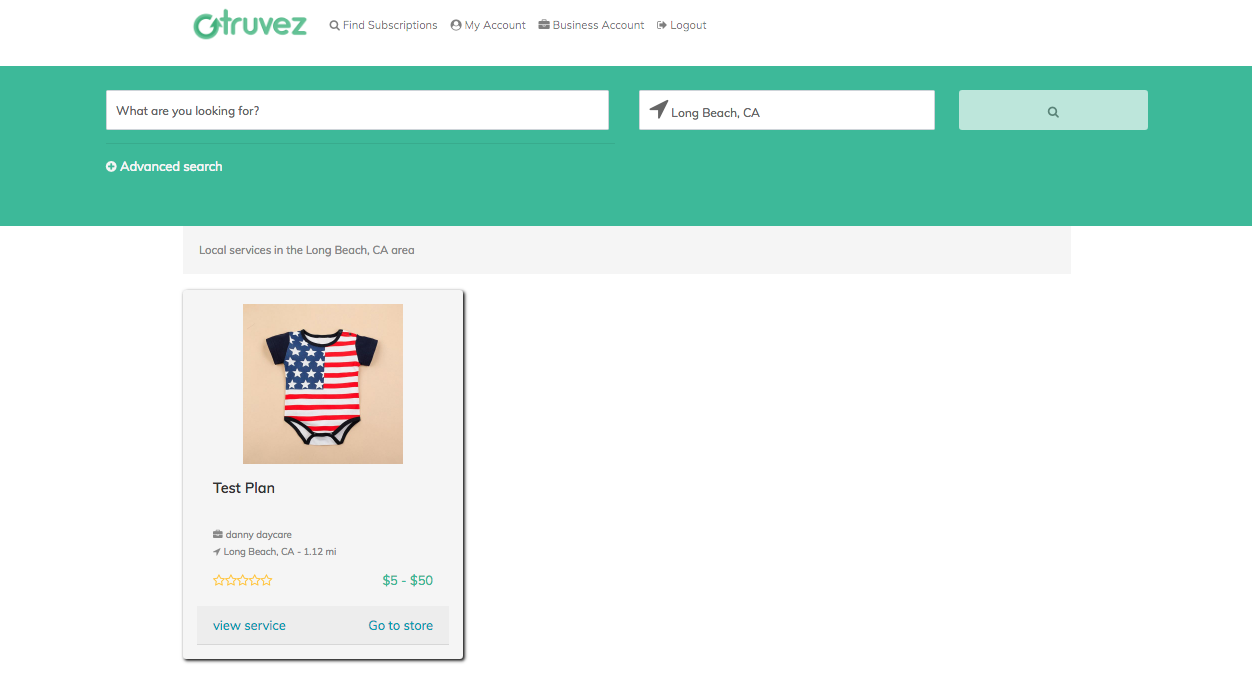 Otruvez
Find Subscriptions My Account Business Account Logout
What are you looking for? Long Beach, CA
Advanced search
Local services in the Long Beach, CA area
Test Plan
danny daycare
Long Beach, CA - 1.12 mi
$5 - $50
view service Go to store